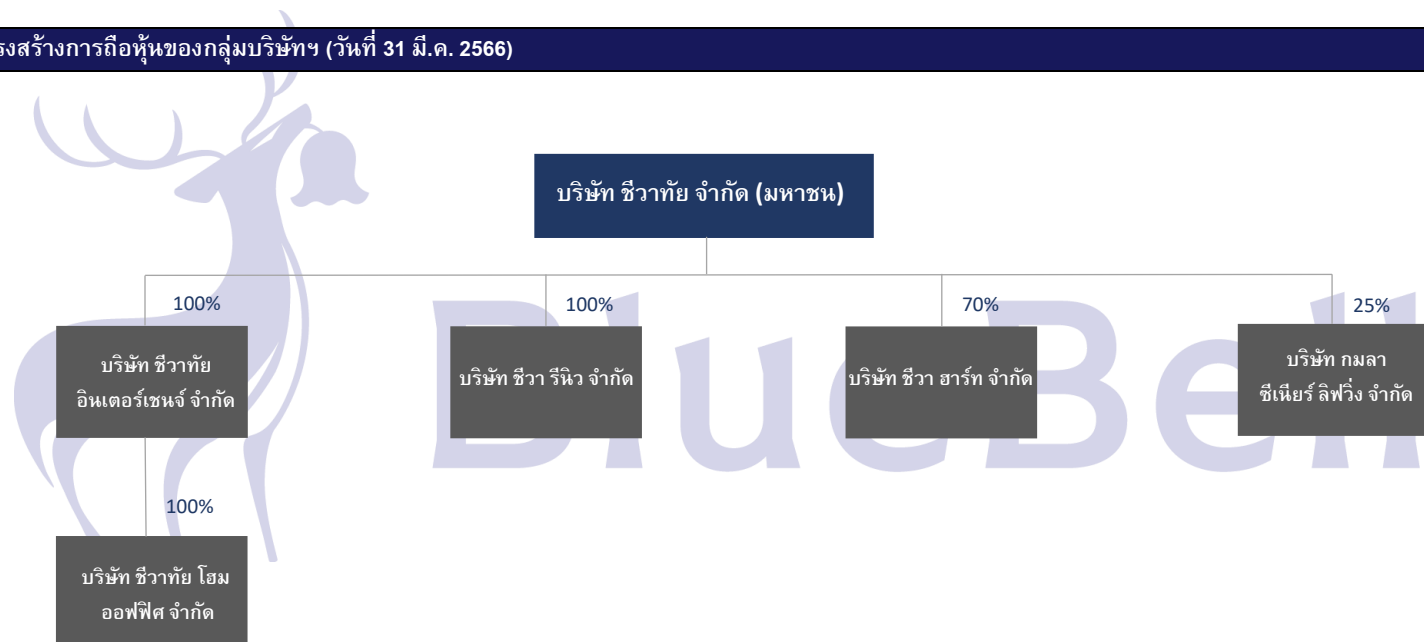 รงสร้างการถือหุ้นของกลุ่มบริษัทฯ (วันที่ 31 มี.ค. 2566)
บริษัท ชีวาทัย จำกัด (มหาชน)
100%
100%
70%
25%
บริษัท ชีวาทัย
อินเตอร์เชนจ์ จำกัด
บริษัท ชีวา รีนิว จำกัด
บริษัท ชีวา ฮาร์ท จำกัด
บริษัท กมลา
ซีเนียร์ ลิฟวิ่ง จำกัด
BlueBell
100%
บริษัท ชีวาทัย โฮม
ออฟฟิศ จำกัด